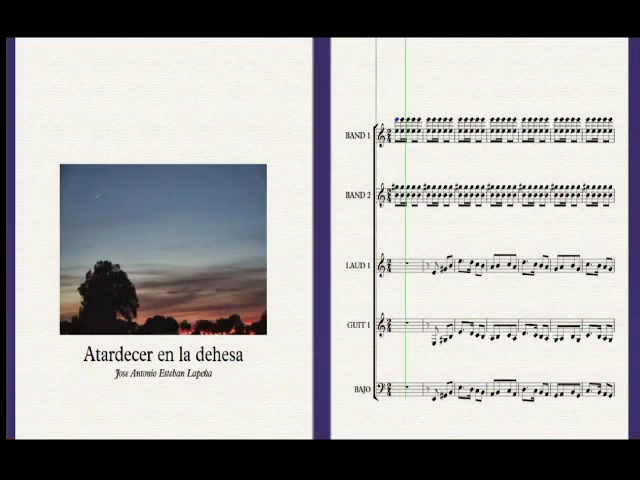 Atardecer en la dehesa
Jose Antonio Esteban Lapeña
BAND 1
BAND 2
LAUD 1
GUIT 1
BAJO